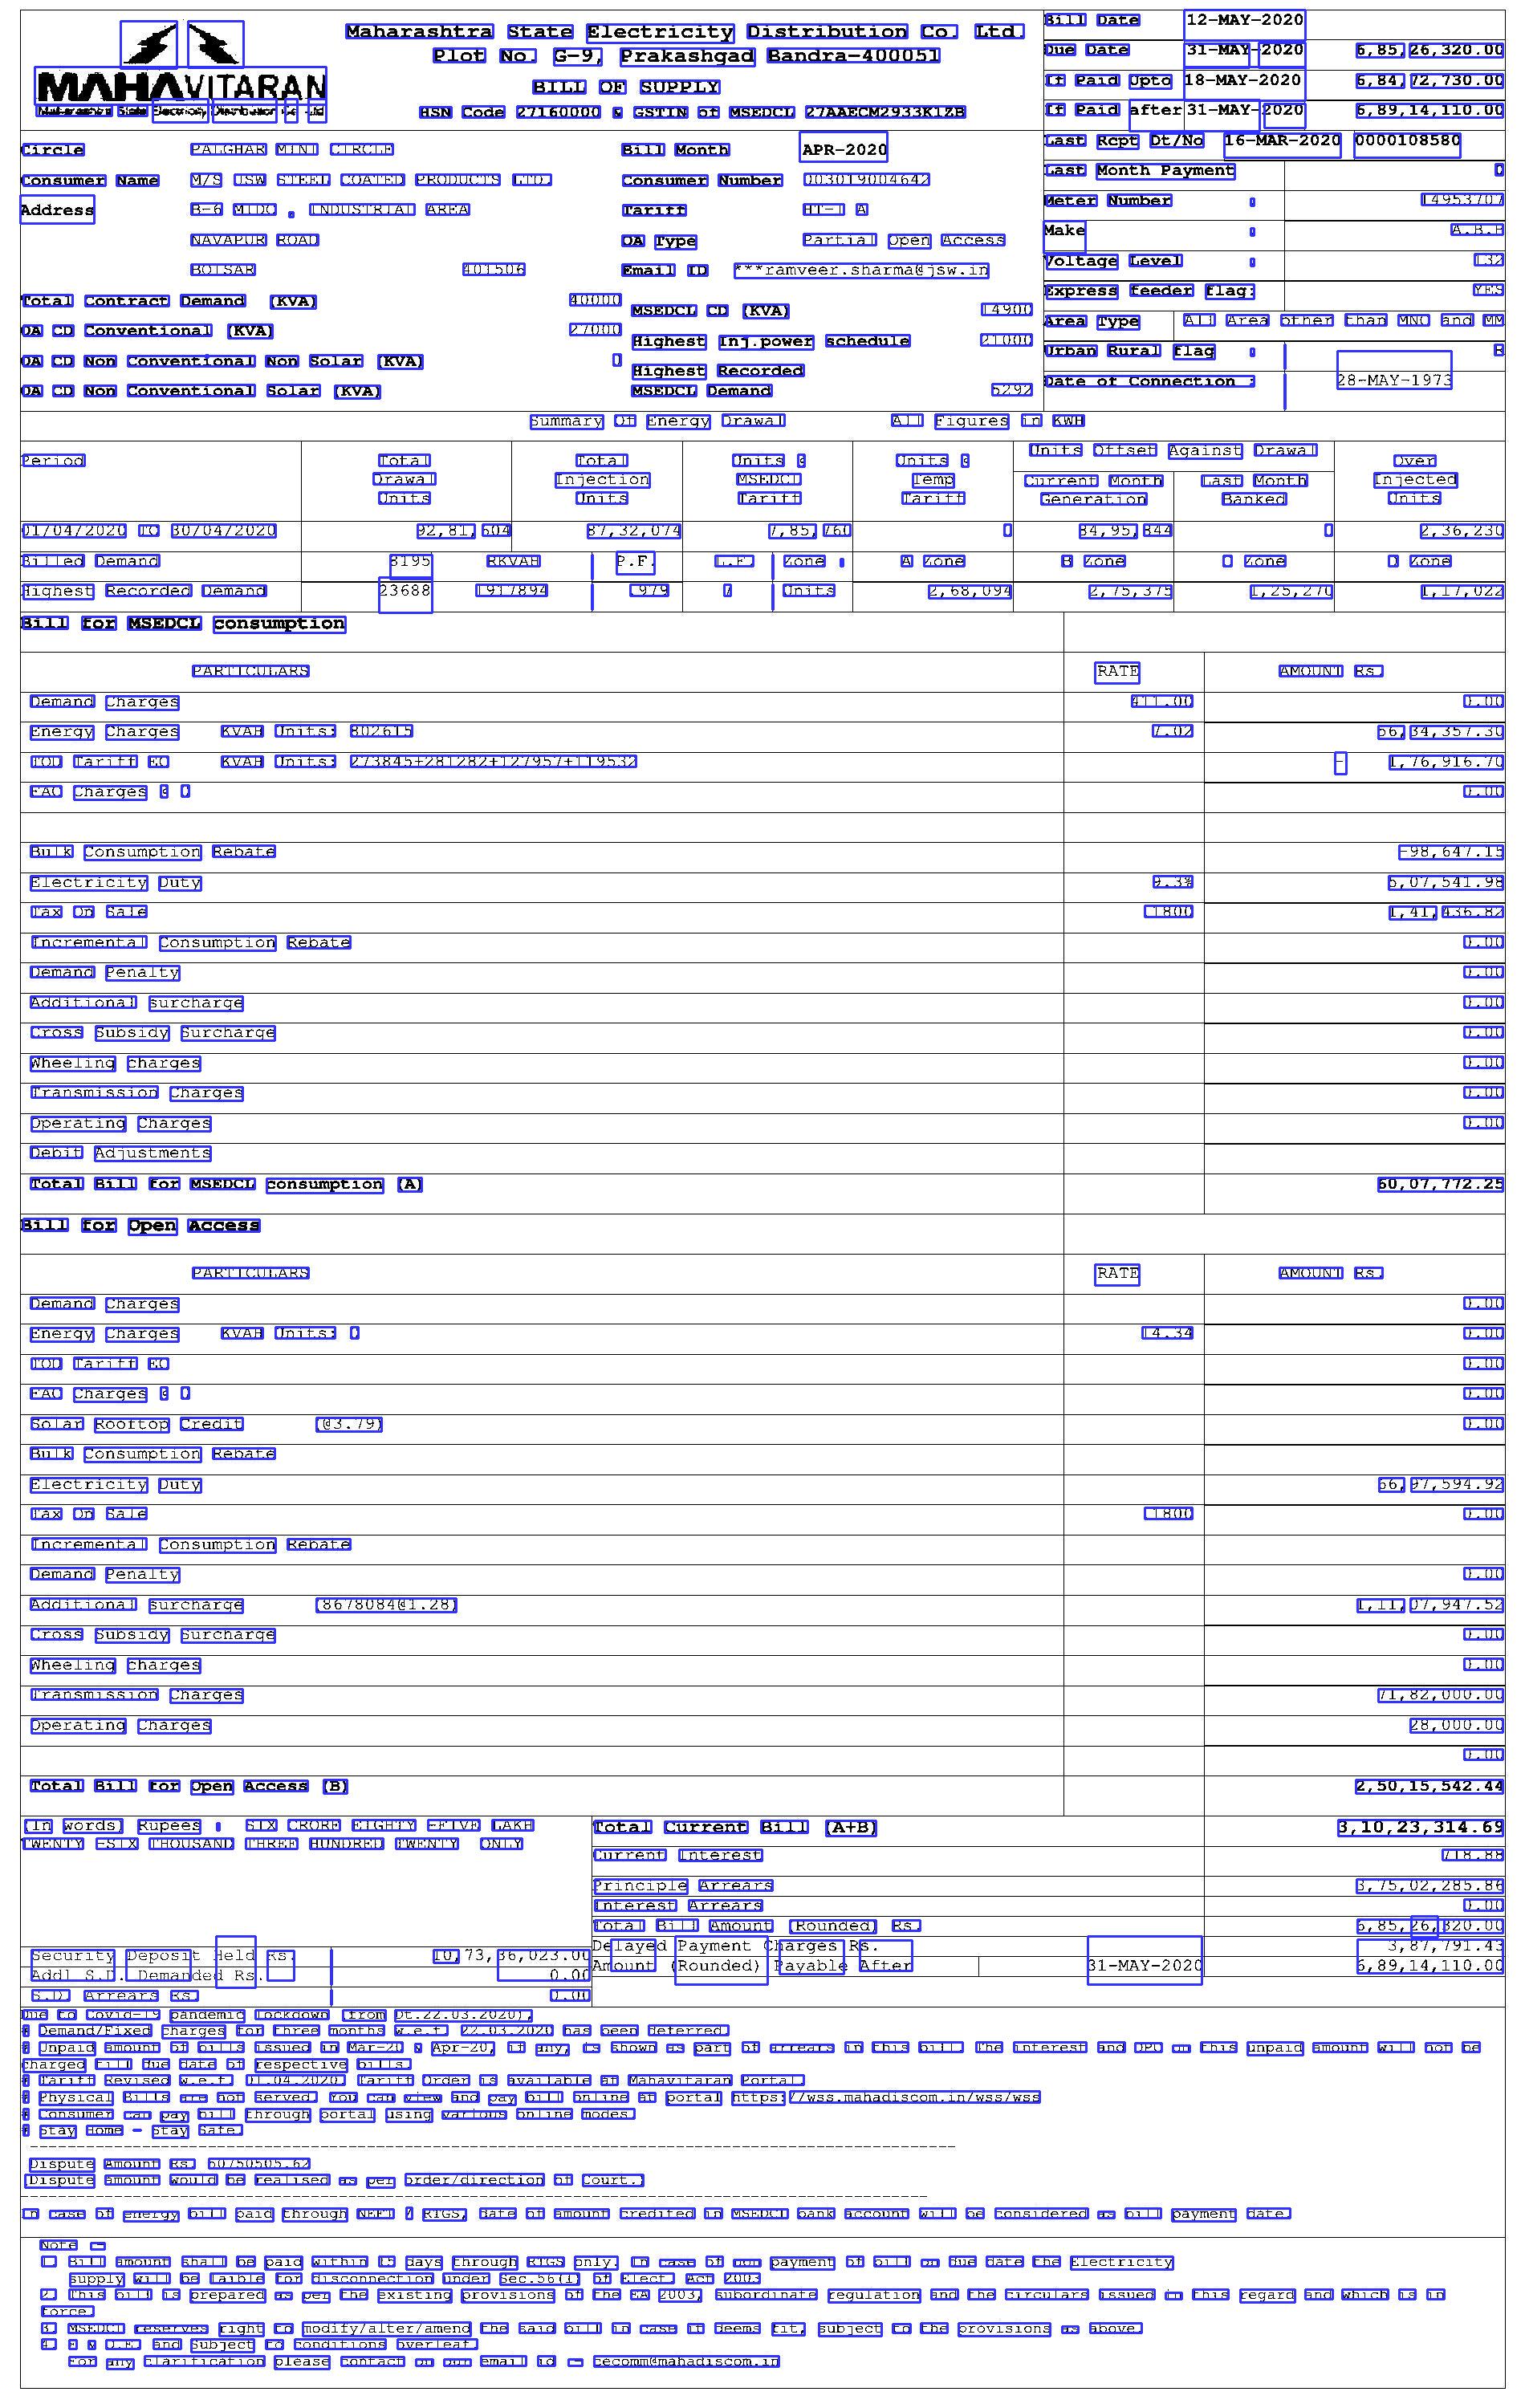 Maharashtra State Electricity Distribution Co. Ltd.
Plot No. G-9, Prakashgad Bandra-400051
BILL OF SUPPLY
HSN Code 27160000 & GSTIN of MSEDCL 27AAECM2933K1ZB
MAHAVITARAN
Maharashtra State Electricity Distribution Co. Ltd.
Bill Date 12-MAY-2020
Due Date 31-MAY-2020 6,85,26,320.00
If Paid Upto 18-MAY-2020 6,84,72,730.00
If Paid after 31-MAY-2020 6,89,14,110.00
Last Rcpt Dt/No 16-MAR-2020 0000108580
Last Month Payment 0
Meter Number : 14953707
Make : A.B.B
Voltage Level : 132
Express feeder flag: YES
Area Type All Area other than MNC and MM
Urban Rural flag : R
Date of Connection : 28-MAY-1973
Circle PALGHAR MINI CIRCLE Bill Month APR-2020
Consumer Name M/S JSW STEEL COATED PRODUCTS LTD. Consumer Number 003019004642
Address B-6 MIDC , INDUSTRIAL AREA Tariff HT-I A
NAVAPUR ROAD OA Type Partial Open Access
BOISAR 401506 Email ID ***ramveer.sharma@jsw.in
Total Contract Demand (KVA) 40000 MSEDCL CD (KVA) 14900
OA CD Conventional (KVA) 27000 Highest Inj.power schedule 21000
OA CD Non Conventional Non Solar (KVA) 0 Highest Recorded
OA CD Non Conventional Solar (KVA) MSEDCL Demand 6292
Summary Of Energy Drawal All Figures in KWH
Period Total Drawal Units Total Injection Units Units @ MSEDCL Tariff Units @ Temp Tariff Units Offset Against Drawal Current Month Generation Last Month Banked Over Injected Units
01/04/2020 TO 30/04/2020 92,81,604 87,32,074 7,85,760 0 84,95,844 0 2,36,230
Billed Demand 8195 RKVAH P.F. L.F. Zone : A Zone B Zone C Zone D Zone
Highest Recorded Demand 23688 1917894 .979 7 Units 2,68,094 2,75,375 1,25,270 1,17,022
Bill for MSEDCL consumption
PARTICULARS RATE AMOUNT Rs.
Demand Charges 411.00 0.00
Energy Charges KVAH Units: 802615 7.02 56,34,357.30
TOD Tariff EC KVAH Units: 273845+281282+127957+119532 - 1,76,916.70
FAC Charges @ 0 0.00
Bulk Consumption Rebate -98,647.15
Electricity Duty 9.3% 5,07,541.98
Tax On Sale .1800 1,41,436.82
Incremental Consumption Rebate 0.00
Demand Penalty 0.00
Additional surcharge 0.00
Cross Subsidy Surcharge 0.00
Wheeling charges 0.00
Transmission Charges 0.00
Operating Charges 0.00
Debit Adjustments
Total Bill for MSEDCL consumption (A) 60,07,772.25
Bill for Open Access
PARTICULARS RATE AMOUNT Rs.
Demand Charges 0.00
Energy Charges KVAH Units: 0 14.34 0.00
TOD Tariff EC 0.00
FAC Charges @ 0 0.00
Solar Rooftop Credit (@3.79) 0.00
Bulk Consumption Rebate
Electricity Duty 66,97,594.92
Tax On Sale .1800 0.00
Incremental Consumption Rebate
Demand Penalty 0.00
Additional surcharge (8678084@1.28) 1,11,07,947.52
Cross Subsidy Surcharge 0.00
Wheeling charges 0.00
Transmission Charges 71,82,000.00
Operating Charges 28,000.00
0.00
Total Bill for Open Access (B) 2,50,15,542.44
(In words) Rupees : SIX CRORE EIGHTY -FIVE LAKH
TWENTY -SIX THOUSAND THREE HUNDRED TWENTY ONLY
Total Current Bill (A+B) 3,10,23,314.69
Current Interest 718.88
Principle Arrears 3,75,02,285.86
Interest Arrears 0.00
Total Bill Amount (Rounded) Rs. 6,85,26,320.00
Delayed Payment Charges Rs. 3,87,791.43
Amount (Rounded) Payable After 31-MAY-2020 6,89,14,110.00
Security Deposit Held Rs. 10,73,36,023.00
Addl S.D. Demanded Rs. 0.00
S.D. Arrears Rs. 0.00
Due to Covid-19 pandemic lockdown (from Dt.22.03.2020),
# Demand/Fixed charges for three months w.e.f. 22.03.2020 has been deferred.
# Unpaid amount of bills issued in Mar-20 & Apr-20, if any, is shown as part of arrears in this bill. The interest and DPC on this unpaid amount will not be
charged till due date of respective bills.
# Tariff Revised w.e.f. 01.04.2020. Tariff Order is available at Mahavitaran Portal.
# Physical Bills are not served. You can view and pay bill online at portal https://wss.mahadiscom.in/wss/wss
# Consumer can pay bill through portal using various online modes.
# Stay Home - Stay Safe.
Dispute Amount Rs. 60750505.62
(Dispute amount would be realised as per order/direction of Court.)
In case of energy bill paid through NEFT / RTGS, date of amount credited in MSEDCL bank account will be considered as bill payment date.
Note -
1. Bill amount shall be paid within 15 days through RTGS only. In case of non payment of bill on due date the Electricity
supply will be laible for disconnection under Sec.56(1) of Elect. Act 2003
2. This bill is prepared as per the existing provisions of the EA 2003, subordinate regulation and the circulars issued in this regard and which is in
force.
3. MSEDCL reserves right to modify/alter/amend the said bill in case it deems fit, subject to the provisions as above.
4. E & O.E. and Subject to conditions overleaf.
For any clarification please contact on our email id - cecomm@mahadiscom.in